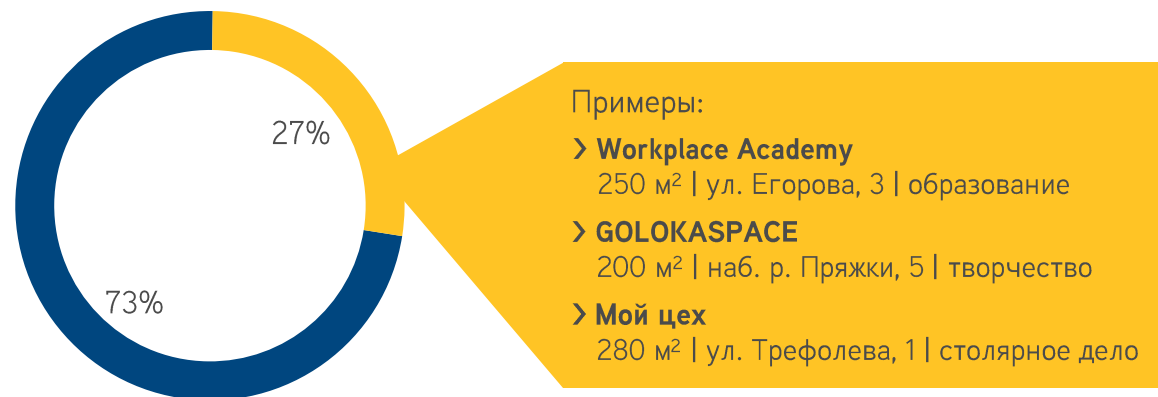 27%
73%
Примеры:
› Workplace Academy
250 м² | ул. Егорова, 3 | образование
› GOLOKASPACE
200 м² | наб. р. Пряжки, 5 | творчество
› Мой цех
280 м² | ул. Трефолева, 1 | столярное дело